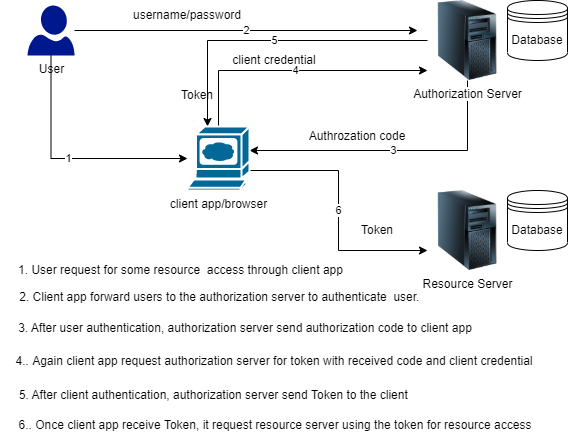 username/password
2
5
Database
client credential
4
User
Token
Authorization Server
Authrozation code
3
1
client app/browser
6
Token
Database
Resource Server
1. User request for some resource access through client app
2. Client app forward users to the authorization server to authenticate user.
3. After user authentication, authorization server send authorization code to client app
4.. Again client app request authorization server for token with received code and client credential
5. After client authentication, authorization server send Token to the client
6.. Once client app receive Token, it request resource server using the token for resource access